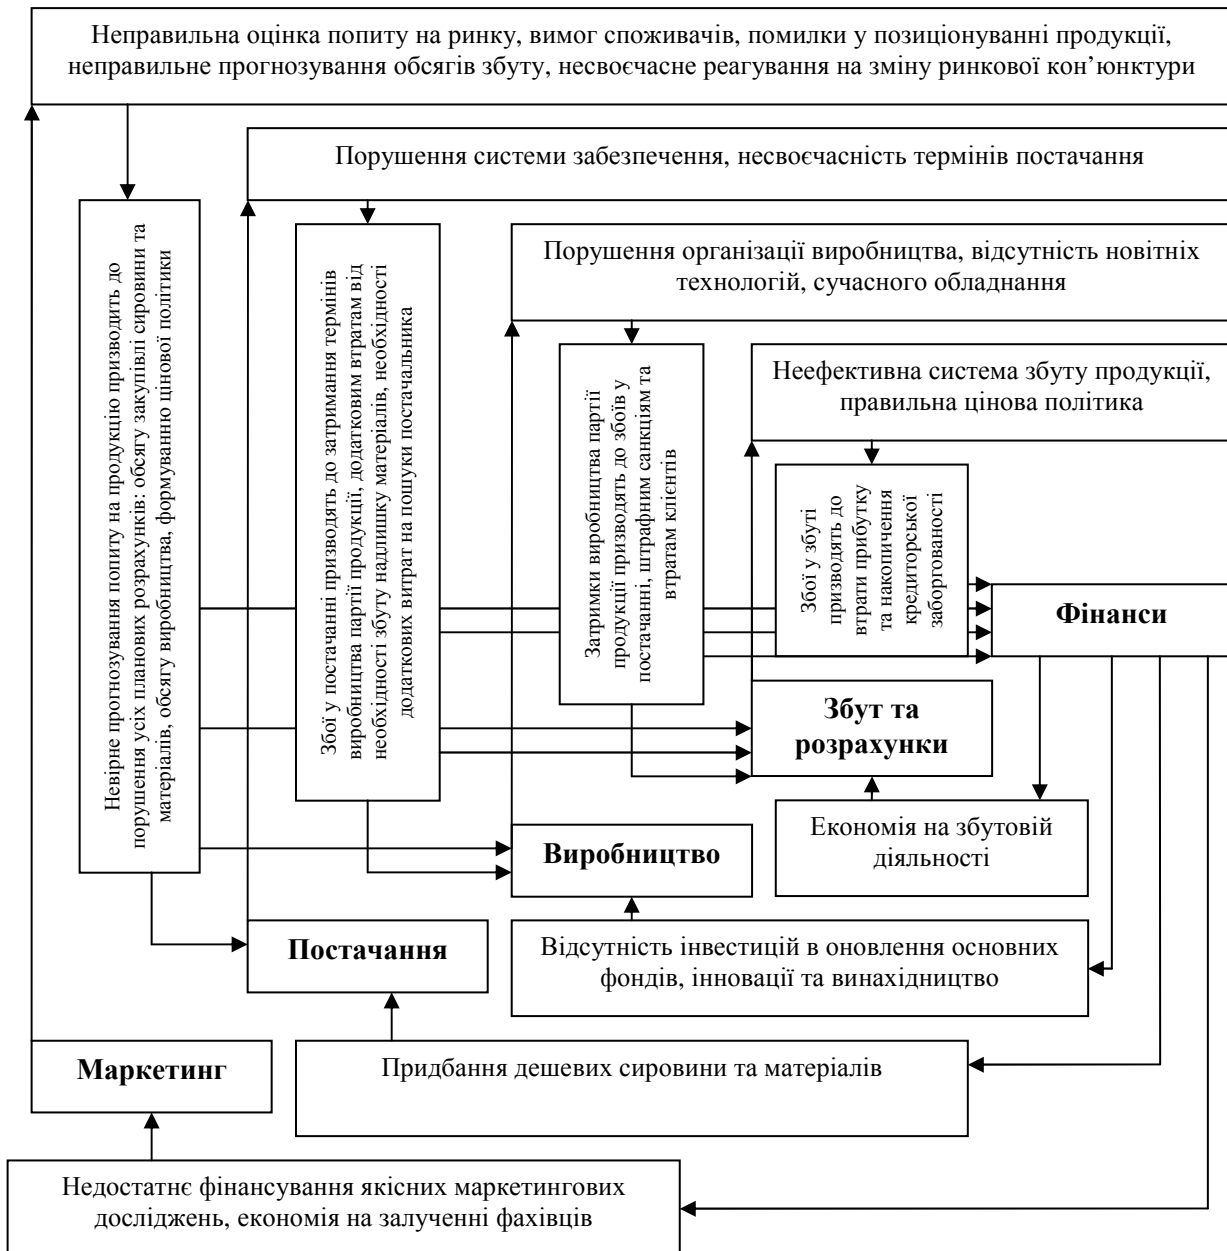 Неправильна оцінка попиту на ринку, вимог споживачів, помилки у позиціонуванні продукції,
неправильне прогнозування обсягів збуту, несвоєчасне реагування на зміну ринкової кон’юнктури
Порушення системи забезпечення, несвоєчасність термінів постачання
Невірне прогнозування попиту на продукцію призводить до
порушення усіх планових розрахунків: обсягу закупівлі сировини та
матеріалів, обсягу виробництва, формуванню цінової політики
Збої у постачанні призводять до затримання термінів
виробництва партії продукції, додатковим втратам від
необхідності збуту надлишку матеріалів, необхідності
додаткових витрат на пошуки постачальника
Порушення організації виробництва, відсутність новітніх
технологій, сучасного обладнання
Затримки виробництва партії
продукції призводять до збоїв у
постачанні, штрафним санкціям та
втратам клієнтів
Неефективна система збуту продукції,
правильна цінова політика
Збої у збуті
призводять до
втрати прибутку
та накопичення
кредиторської
заборгованості
Фінанси
Збут та
розрахунки
Економія на збутовій
діяльності
Виробництво
Постачання
Відсутність інвестицій в оновлення основних
фондів, інновації та винахідництво
Маркетинг
Придбання дешевих сировини та матеріалів
Недостатнє фінансування якісних маркетингових
досліджень, економія на залученні фахівців